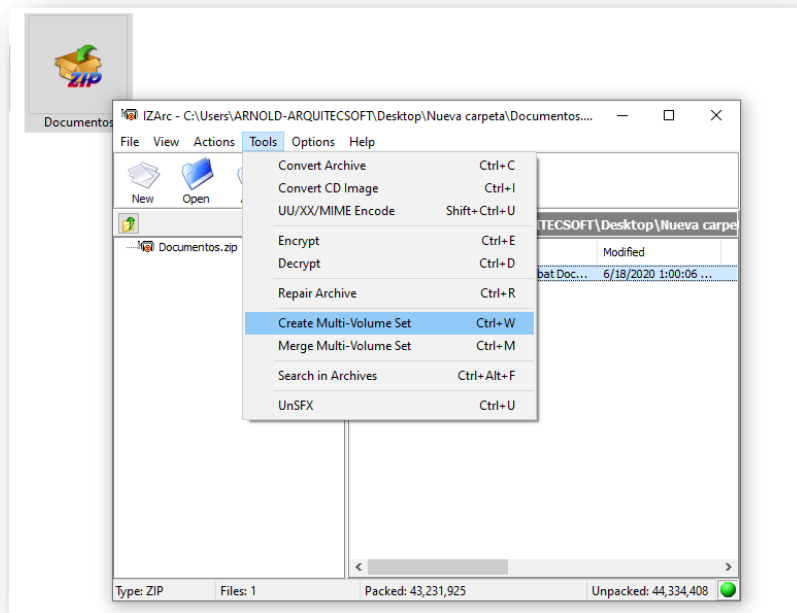 ZIP
Documentos
IZArc - C:\Users\ARNOLD-ARQUITECSOFT\Desktop\Nueva carpeta\Documentos....
File View Actions Tools Options Help
New Open
Convert Archive Ctrl+C
Convert CD Image Ctrl+I
UU/XX/MIME Encode Shift+Ctrl+U
Encrypt Ctrl+E
Decrypt Ctrl+D
Repair Archive Ctrl+R
Create Multi-Volume Set Ctrl+W
Merge Multi-Volume Set Ctrl+M
Search in Archives Ctrl+Alt+F
UnSFX Ctrl+U
ITECSOFT\Desktop\Nueva carpe
Documentos.zip
Modified
bat Doc... 6/18/2020 1:00:06 ...
Type: ZIP Files: 1 Packed: 43,231,925 Unpacked: 44,334,408